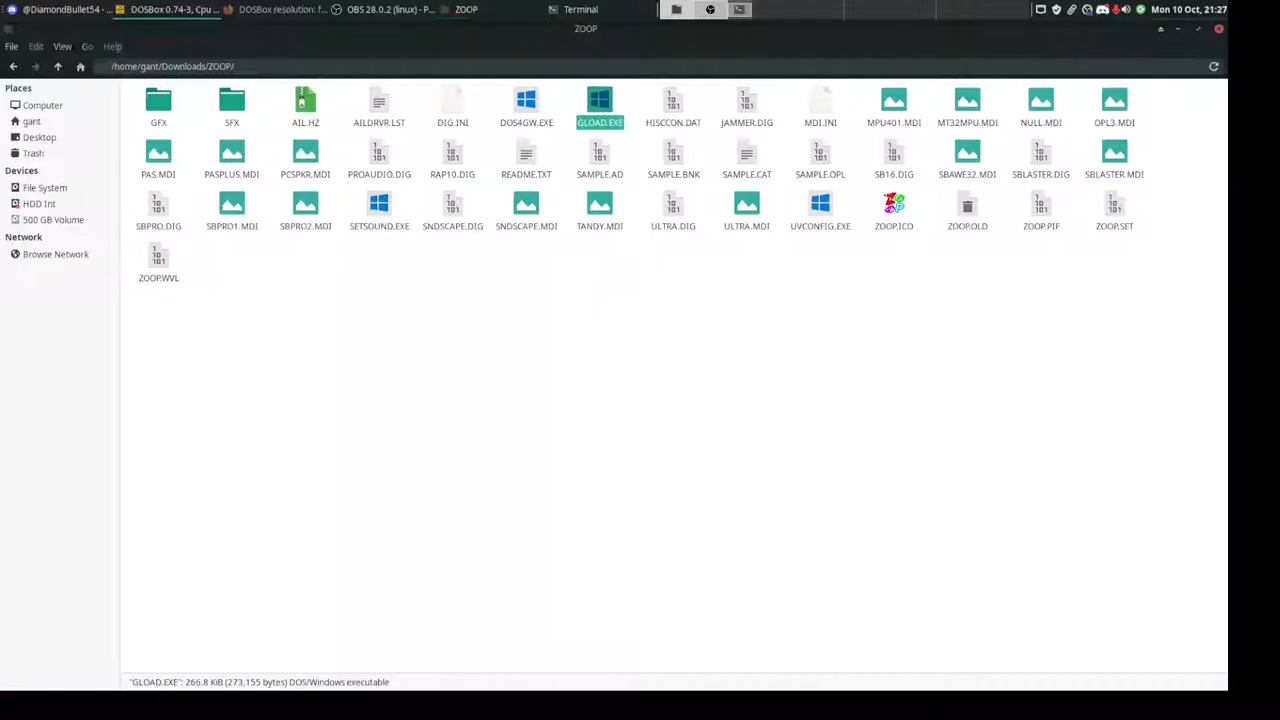 @DiamondBullet54 - ... DOSBox 0.74-3, Cpu ... DOSBox resolution: f... OBS 28.0.2 (linux) - P... ZOOP Terminal Mon 10 Oct, 21:27
ZOOP
File Edit View Go Help
/home/gant/Downloads/ZOOP/
Places
Computer
gant
Desktop
Trash
Devices
File System
HDD Int
500 GB Volume
Network
Browse Network
GFX SFX AIL.HZ AILDRVR.LST DIG.INI DOS4GW.EXE GLOAD.EXE HISCCON.DAT JAMMER.DIG MDI.INI MPU401.MDI MT32MPU.MDI NULL.MDI OPL3.MDI
PAS.MDI PASPLUS.MDI PCSPKR.MDI PROAUDIO.DIG RAP10.DIG README.TXT SAMPLE.AD SAMPLE.BNK SAMPLE.CAT SAMPLE.OPL SB16.DIG SBAWE32.MDI SBLASTER.DIG SBLASTER.MDI
SBPRO.DIG SBPRO1.MDI SBPRO2.MDI SETSOUND.EXE SNDSCAPE.DIG SNDSCAPE.MDI TANDY.MDI ULTRA.DIG ULTRA.MDI UVCONFIG.EXE ZOOP.ICO ZOOP.OLD ZOOP.PIF ZOOP.SET
ZOOP.WVL
"GLOAD.EXE": 266.8 KiB (273,155 bytes) DOS/Windows executable